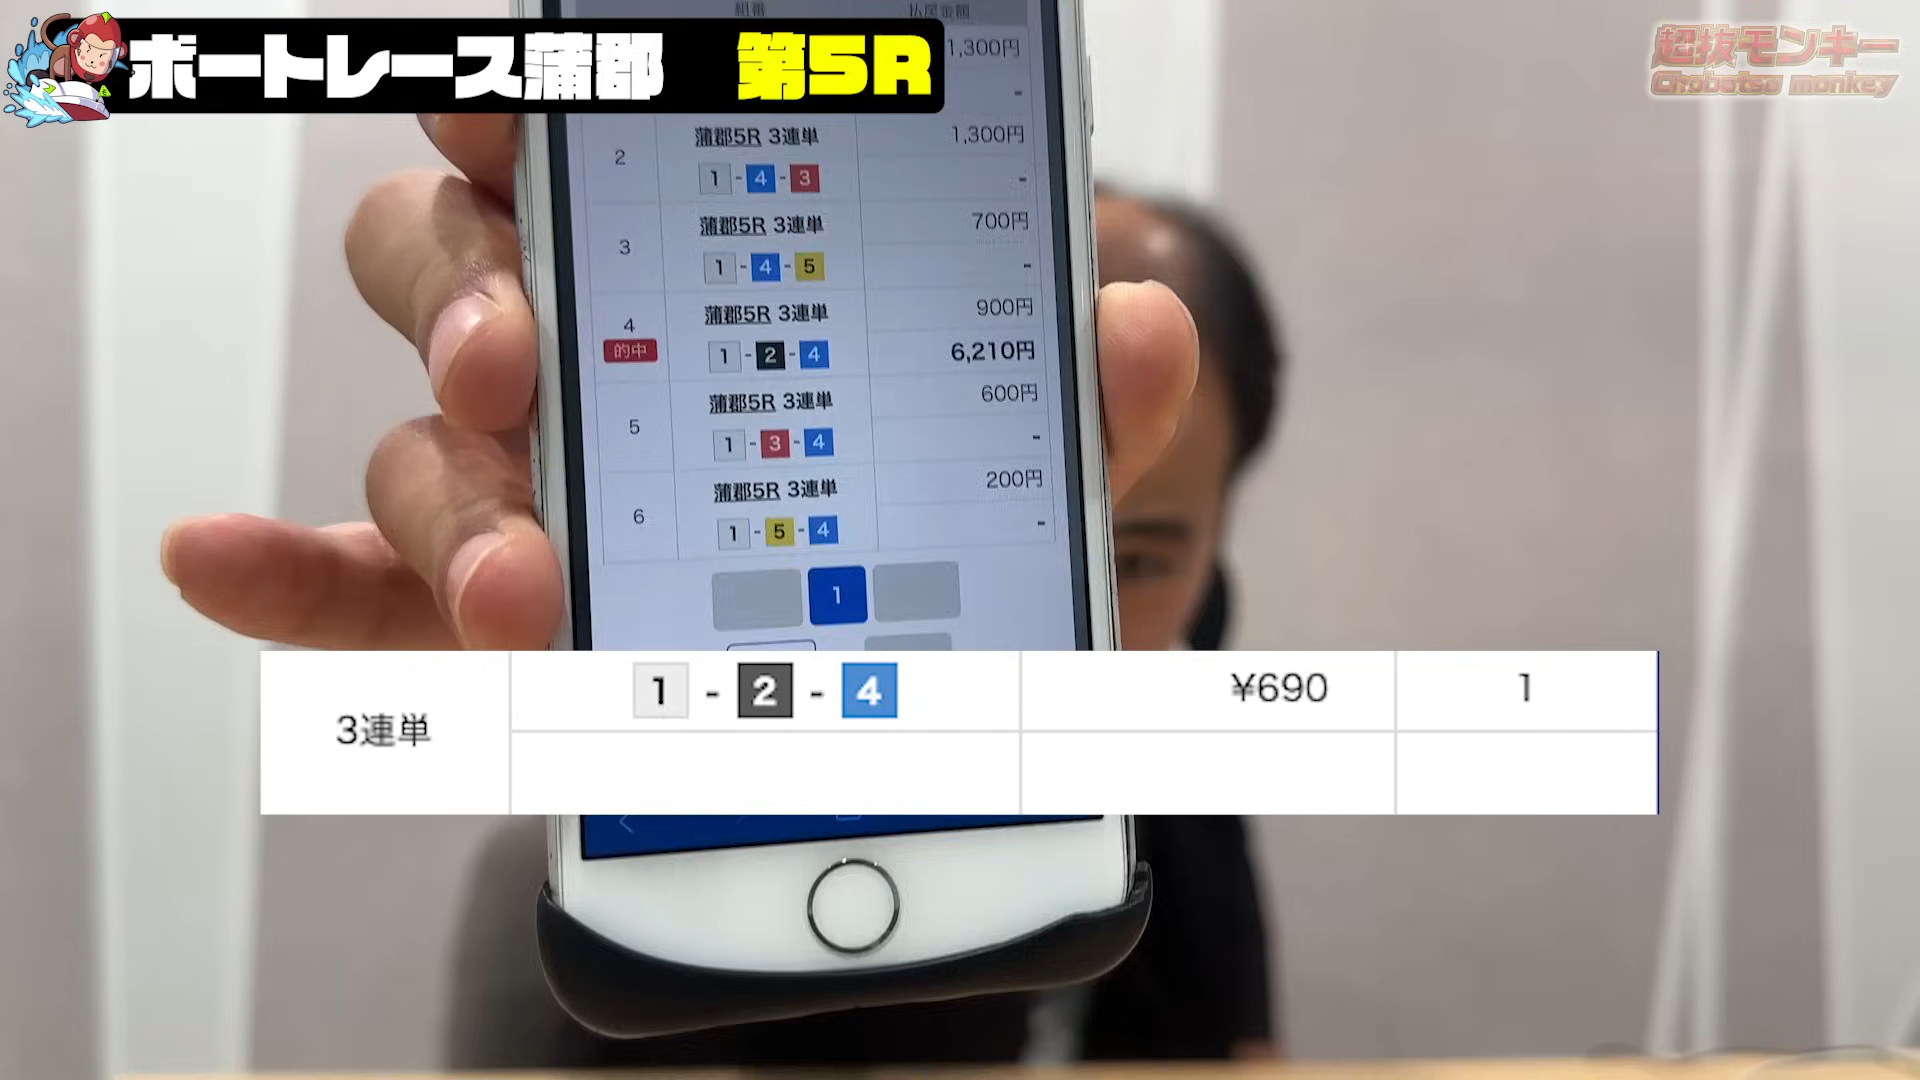 ボートレース蒲郡 第5R
超抜モンキー
Chobatsu monkey
組番 払戻金額
1,300円
-
2 蒲郡5R 3連単 1,300円
1 - 4 - 3 -
3 蒲郡5R 3連単 700円
1 - 4 - 5 -
4 蒲郡5R 3連単 900円
的中 1 - 2 - 4 6,210円
5 蒲郡5R 3連単 600円
1 - 3 - 4 -
6 蒲郡5R 3連単 200円
1 - 5 - 4 -
1
3連単 1 - 2 - 4 ¥690 1